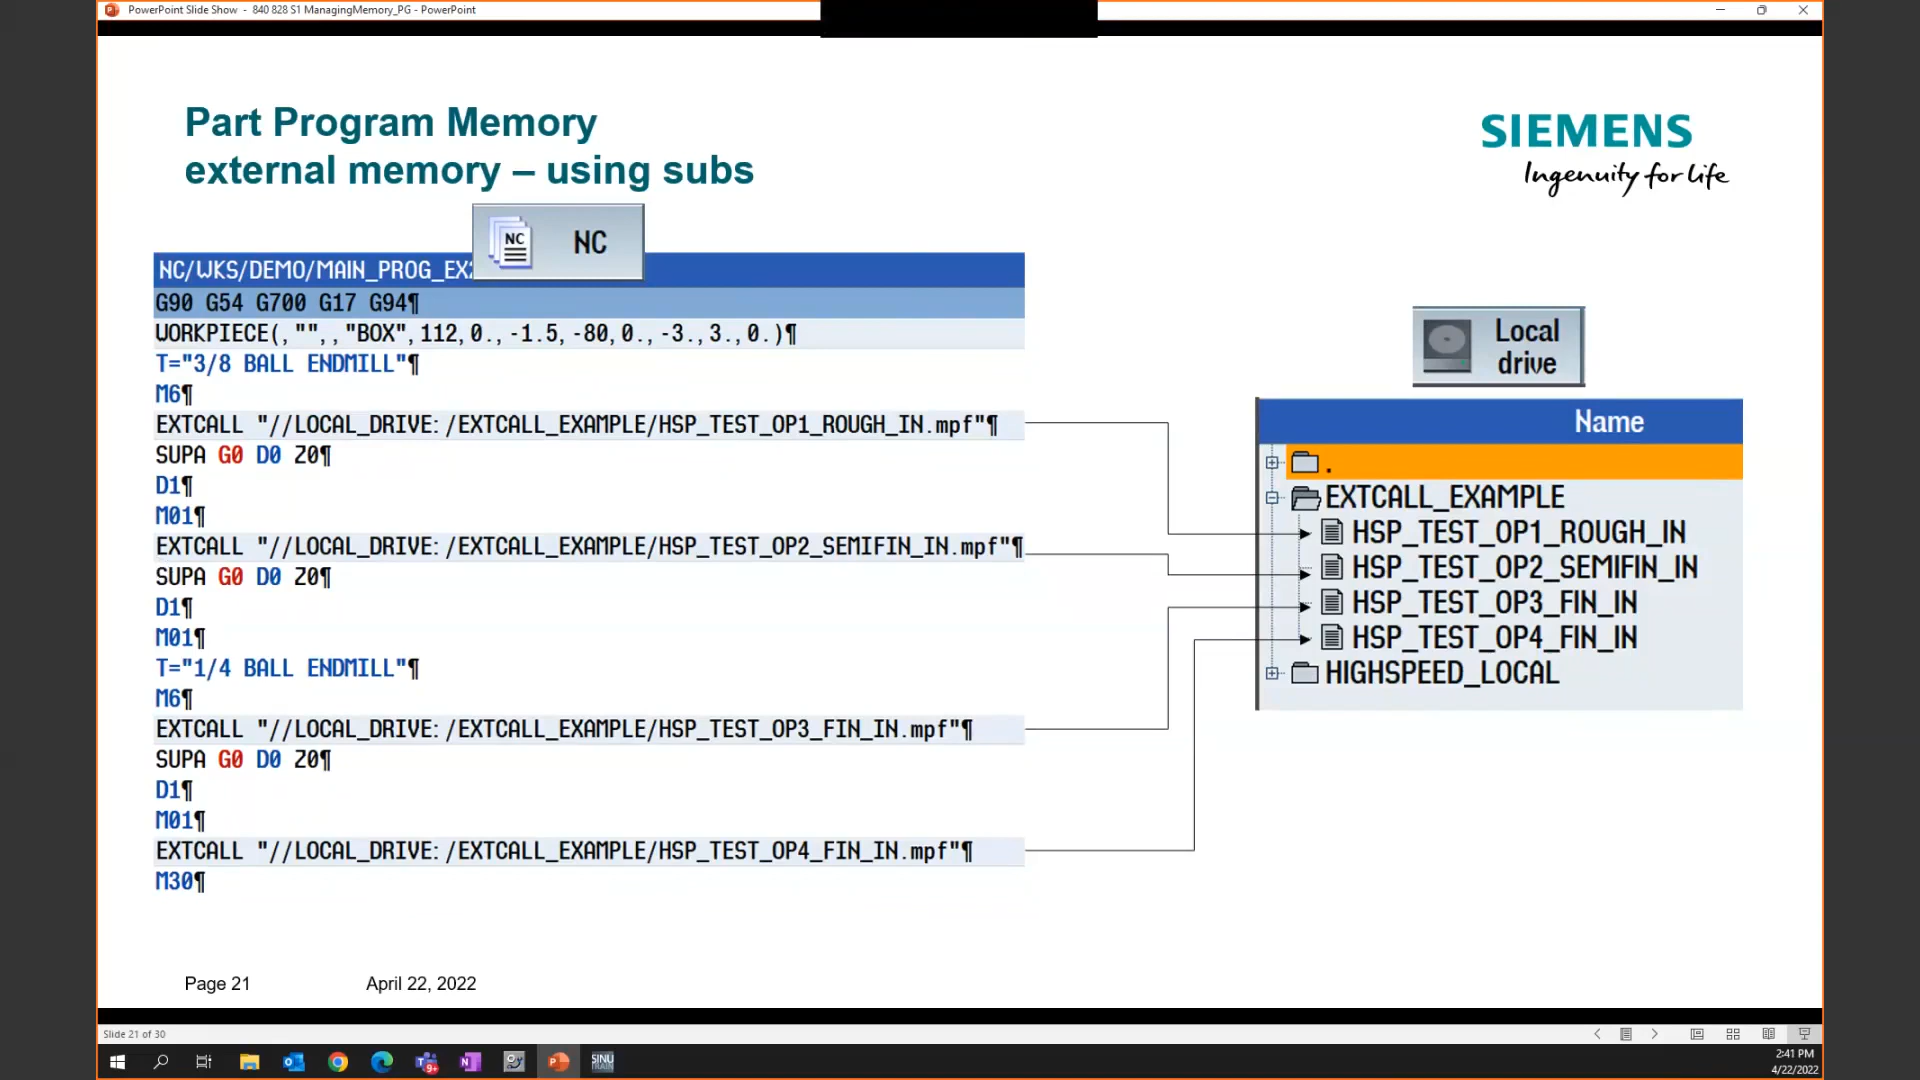 PowerPoint Slide Show - 840 828 S1 ManagingMemory_PG - PowerPoint
Part Program Memory
external memory – using subs
SIEMENS
Ingenuity for life
NC
NC
NC/WKS/DEMO/MAIN_PROG_EX
G90 G54 G700 G17 G94¶
WORKPIECE(,"",,"BOX",112,0.,-1.5,-80,0.,-3.,3.,0.)¶
T="3/8 BALL ENDMILL"¶
M6¶
EXTCALL "//LOCAL_DRIVE:/EXTCALL_EXAMPLE/HSP_TEST_OP1_ROUGH_IN.mpf"¶
SUPA G0 D0 Z0¶
D1¶
M01¶
EXTCALL "//LOCAL_DRIVE:/EXTCALL_EXAMPLE/HSP_TEST_OP2_SEMIFIN_IN.mpf"¶
SUPA G0 D0 Z0¶
D1¶
M01¶
T="1/4 BALL ENDMILL"¶
M6¶
EXTCALL "//LOCAL_DRIVE:/EXTCALL_EXAMPLE/HSP_TEST_OP3_FIN_IN.mpf"¶
SUPA G0 D0 Z0¶
D1¶
M01¶
EXTCALL "//LOCAL_DRIVE:/EXTCALL_EXAMPLE/HSP_TEST_OP4_FIN_IN.mpf"¶
M30¶
Local
drive
Name
.
EXTCALL_EXAMPLE
HSP_TEST_OP1_ROUGH_IN
HSP_TEST_OP2_SEMIFIN_IN
HSP_TEST_OP3_FIN_IN
HSP_TEST_OP4_FIN_IN
HIGHSPEED_LOCAL
Page 21
April 22, 2022
Slide 21 of 30
9+
SINU
TRAIN
2:41 PM
4/22/2022